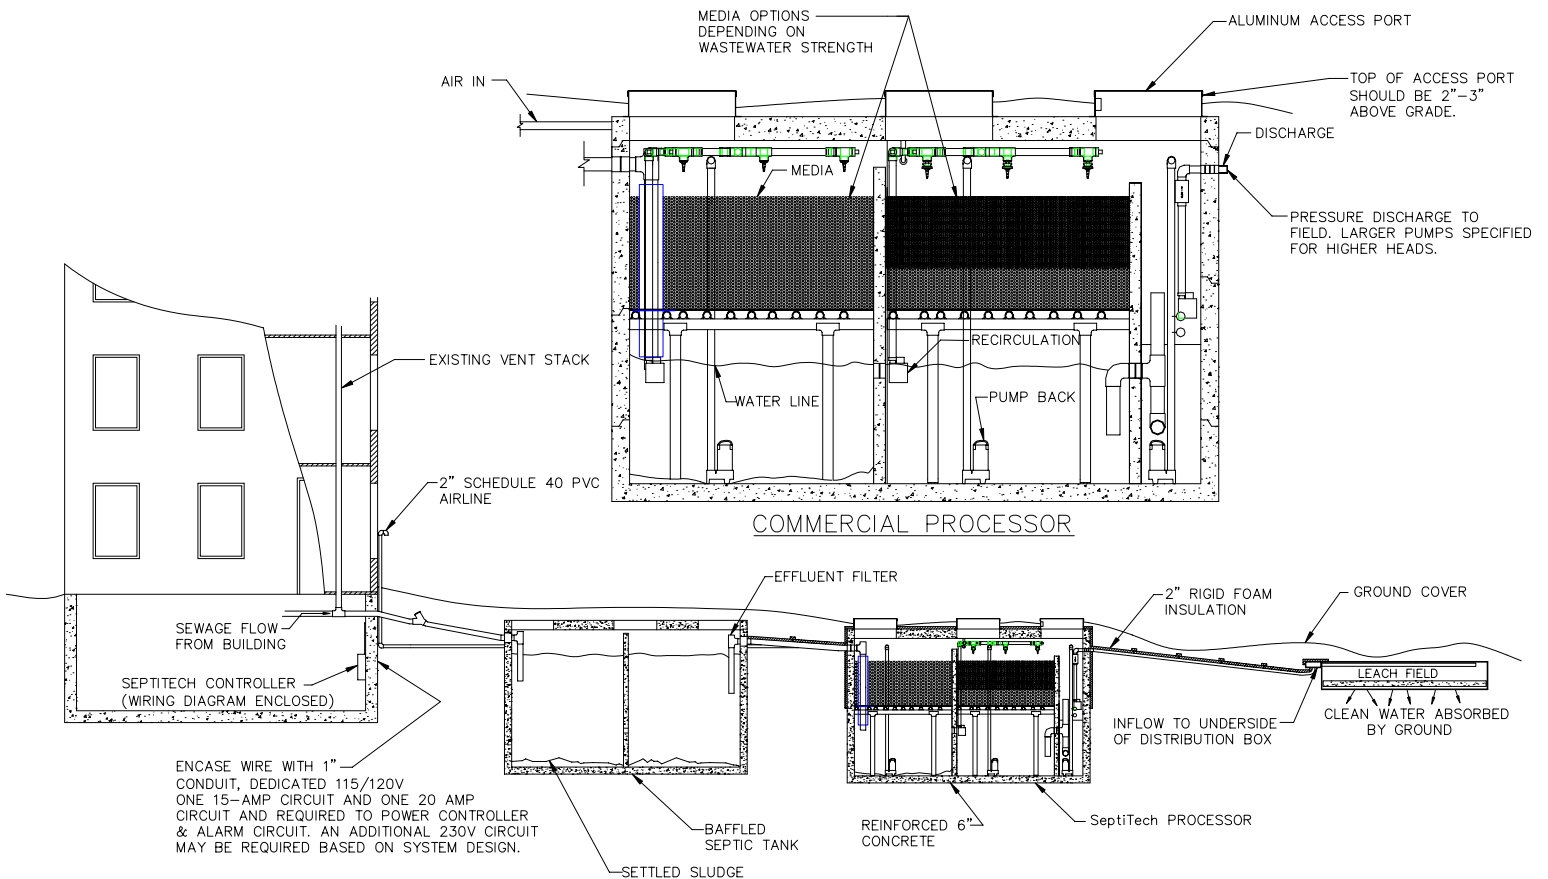 MEDIA OPTIONS
DEPENDING ON
WASTEWATER STRENGTH
ALUMINUM ACCESS PORT
AIR IN
TOP OF ACCESS PORT
SHOULD BE 2"-3"
ABOVE GRADE.
DISCHARGE
MEDIA
PRESSURE DISCHARGE TO
FIELD. LARGER PUMPS SPECIFIED
FOR HIGHER HEADS.
RECIRCULATION
EXISTING VENT STACK
WATER LINE
PUMP BACK
2" SCHEDULE 40 PVC
AIRLINE
COMMERCIAL PROCESSOR
EFFLUENT FILTER
2" RIGID FOAM
INSULATION
GROUND COVER
SEWAGE FLOW
FROM BUILDING
SEPTITECH CONTROLLER
(WIRING DIAGRAM ENCLOSED)
LEACH FIELD
INFLOW TO UNDERSIDE
OF DISTRIBUTION BOX
CLEAN WATER ABSORBED
BY GROUND
ENCASE WIRE WITH 1"
CONDUIT, DEDICATED 115/120V
ONE 15-AMP CIRCUIT AND ONE 20 AMP
CIRCUIT AND REQUIRED TO POWER CONTROLLER
& ALARM CIRCUIT. AN ADDITIONAL 230V CIRCUIT
MAY BE REQUIRED BASED ON SYSTEM DESIGN.
BAFFLED
SEPTIC TANK
SETTLED SLUDGE
REINFORCED 6"
CONCRETE
SeptiTech PROCESSOR